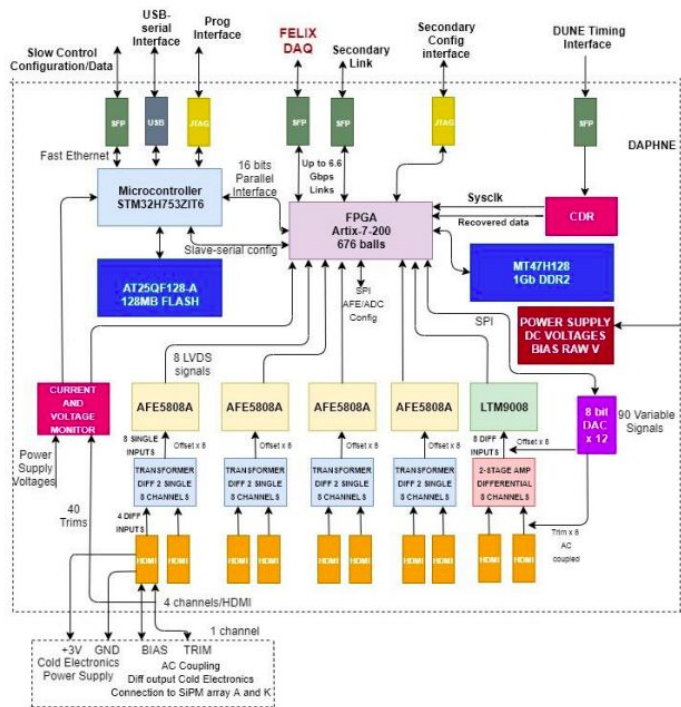 Slow Control
Configuration/Data
USB-
serial
Interface
Prog
Interface
FELIX
DAQ
Secondary
Link
Secondary
Config
interface
DUNE Timing
Interface
SFP
USB
JTAG
SFP
SFP
JTAG
SFP
DAPHNE
Fast Ethernet
16 bits
Parallel
Interface
Up to 6.6
Gbps
Links
Microcontroller
STM32H753ZIT6
FPGA
Artix-7-200
676 balls
Sysclk
Recovered data
CDR
Slave-serial config
AT25QF128-A
128MB FLASH
SPI
AFE/ADC
Config
MT47H128
1Gb DDR2
SPI
POWER SUPPLY
DC VOLTAGES
BIAS RAW V
8 LVDS
signals
CURRENT
AND
VOLTAGE
MONITOR
AFE5808A
AFE5808A
AFE5808A
AFE5808A
LTM9008
8 bit
DAC
x 12
90 Variable
Signals
8 SINGLE
INPUTS
Offset x 8
Offset x 8
Offset x 8
Offset x 8
8 DIFF
INPUTS
Offset x 8
Power
Supply
Voltages
40
Trims
TRANSFORMER
DIFF 2 SINGLE
8 CHANNELS
TRANSFORMER
DIFF 2 SINGLE
8 CHANNELS
TRANSFORMER
DIFF 2 SINGLE
8 CHANNELS
TRANSFORMER
DIFF 2 SINGLE
8 CHANNELS
2-STAGE AMP
DIFFERENTIAL
8 CHANNELS
4 DIFF
INPUTS
Trim x 8
AC
coupled
HDMI
HDMI
HDMI
HDMI
HDMI
HDMI
HDMI
HDMI
HDMI
HDMI
4 channels/HDMI
1 channel
+3V
GND
BIAS
TRIM
Cold Electronics
Power Supply
AC Coupling
Diff output Cold Electronics
Connection to SiPM array A and K